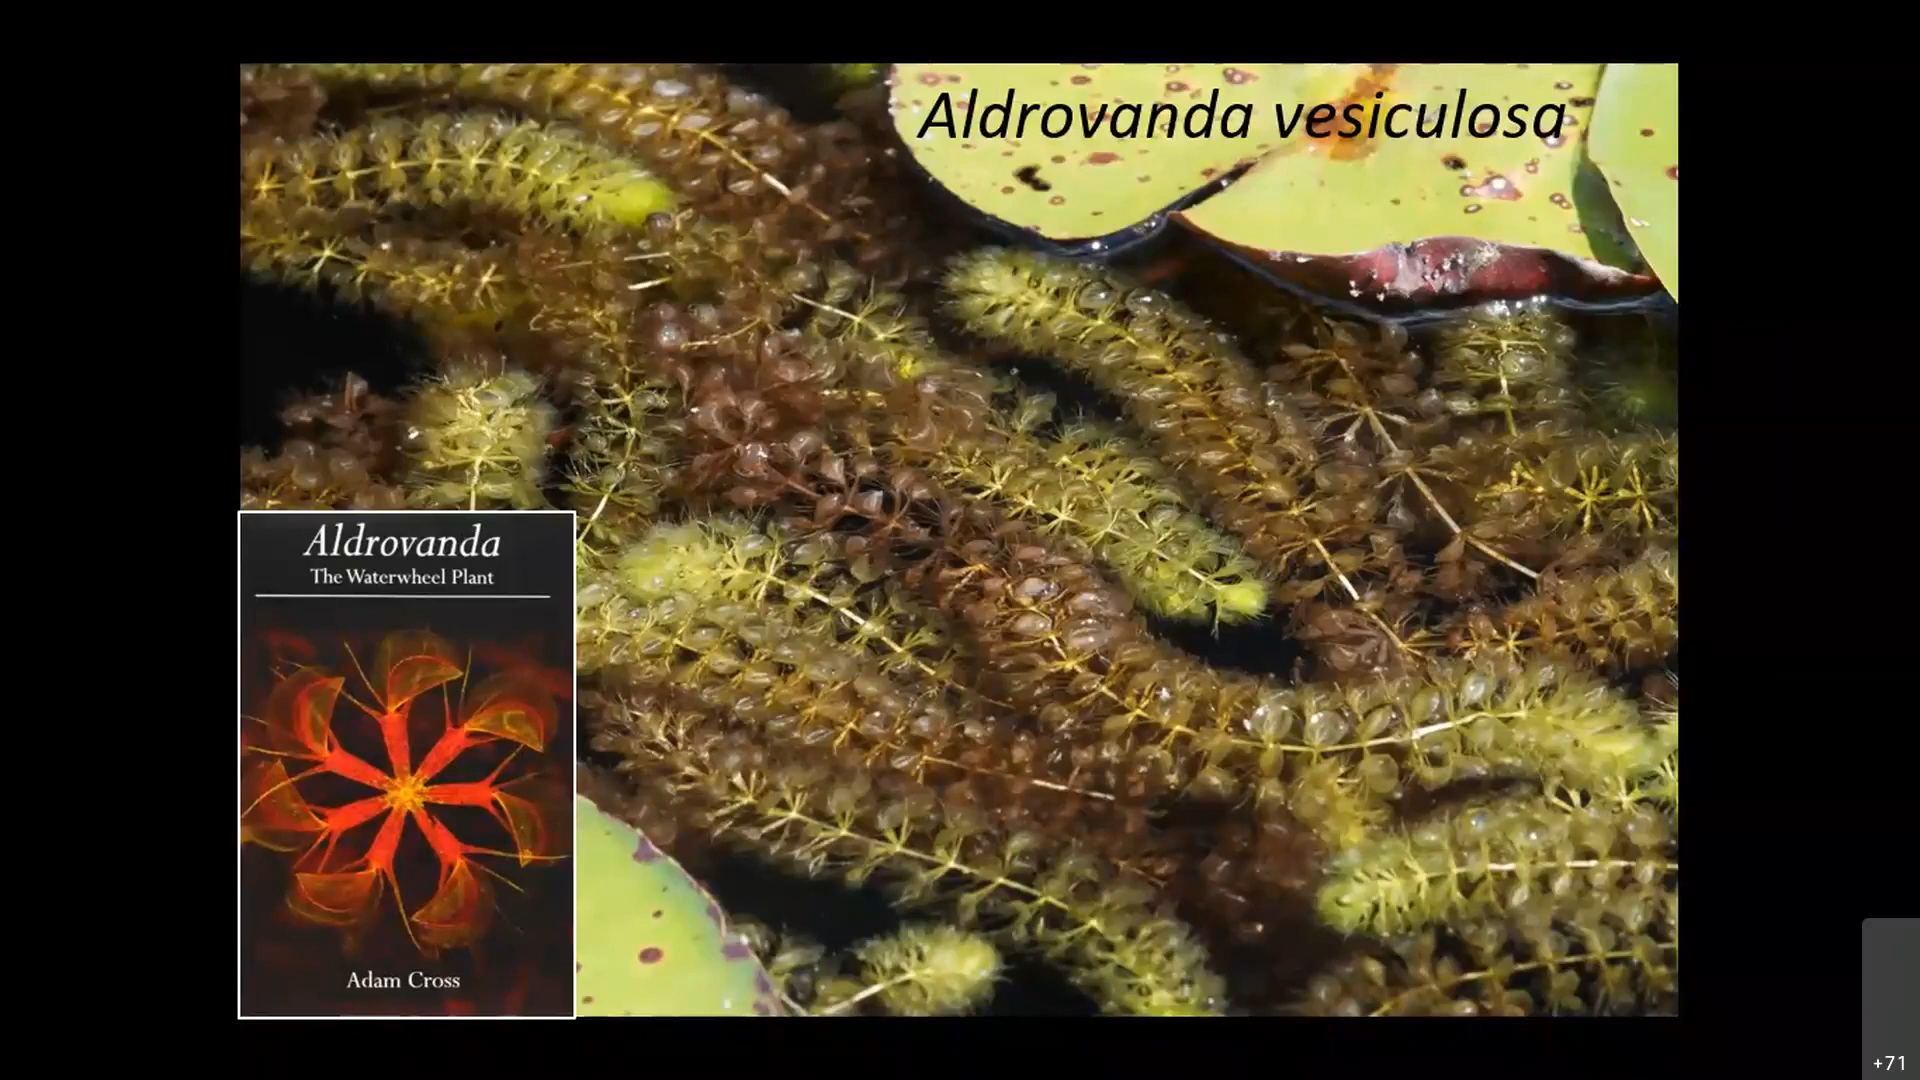 Aldrovanda vesiculosa
Aldrovanda
The Waterwheel Plant
Adam Cross
+71